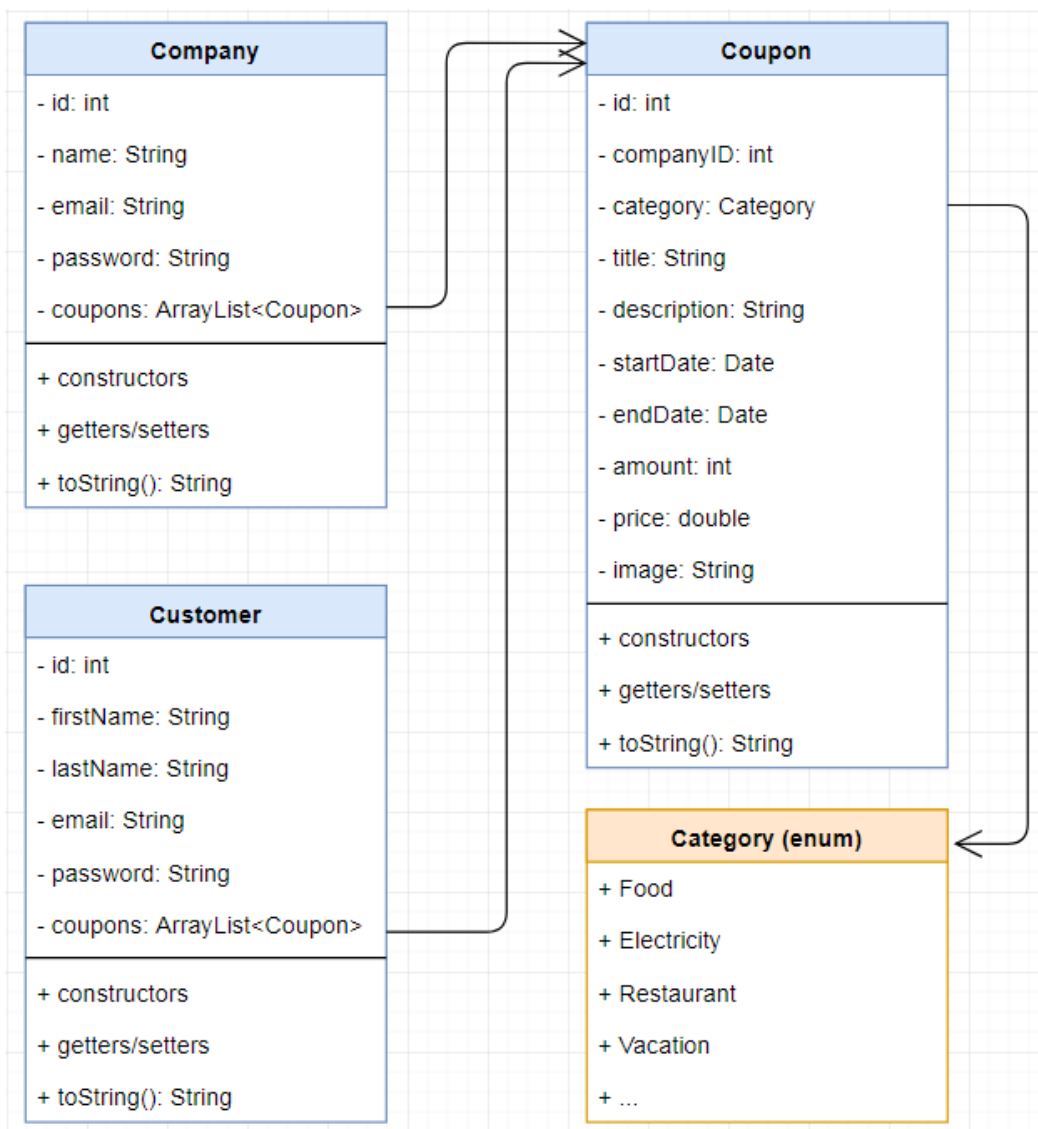 Company
- id: int
- name: String
- email: String
- password: String
- coupons: ArrayList<Coupon>
+ constructors
+ getters/setters
+ toString(): String
Customer
- id: int
- firstName: String
- lastName: String
- email: String
- password: String
- coupons: ArrayList<Coupon>
+ constructors
+ getters/setters
+ toString(): String
Coupon
- id: int
- companyID: int
- category: Category
- title: String
- description: String
- startDate: Date
- endDate: Date
- amount: int
- price: double
- image: String
+ constructors
+ getters/setters
+ toString(): String
Category (enum)
+ Food
+ Electricity
+ Restaurant
+ Vacation
+ ...